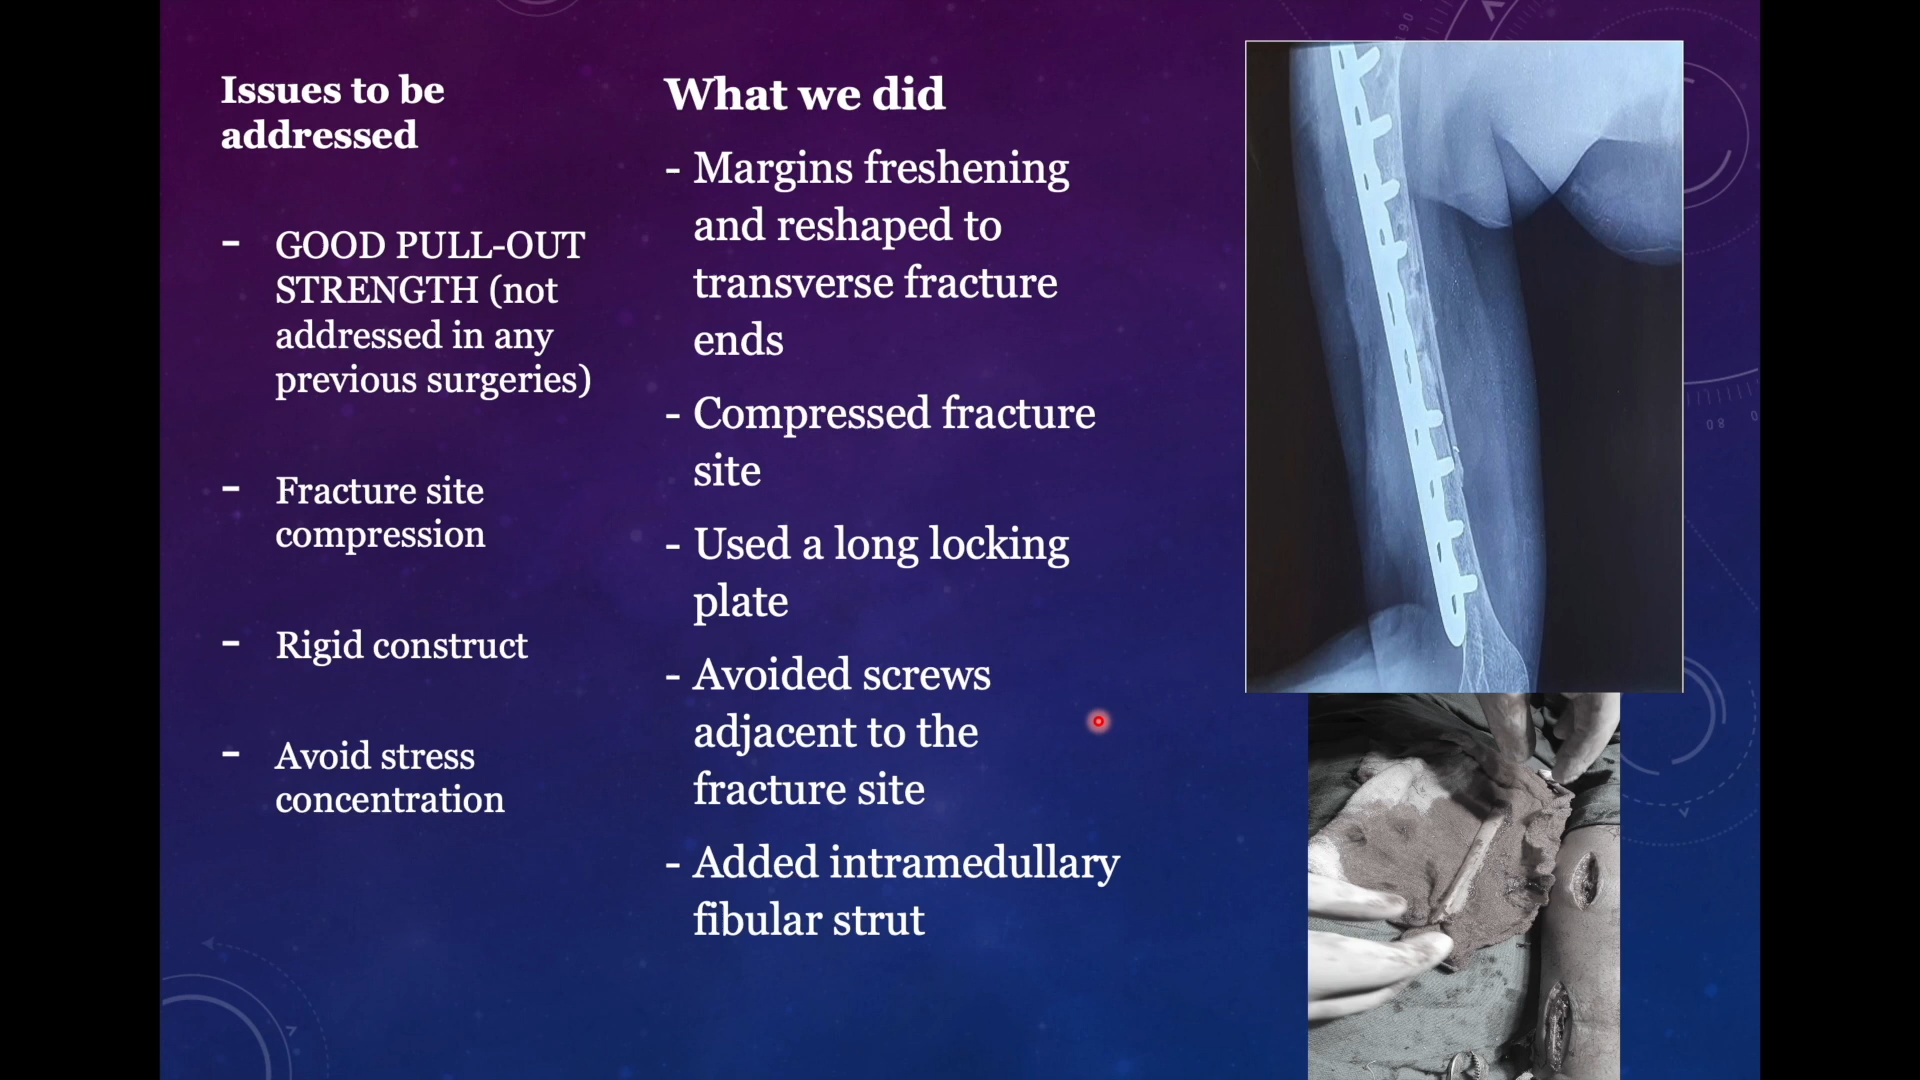 Issues to be
addressed
- GOOD PULL-OUT
STRENGTH (not
addressed in any
previous surgeries)
- Fracture site
compression
- Rigid construct
- Avoid stress
concentration
What we did
- Margins freshening
and reshaped to
transverse fracture
ends
- Compressed fracture
site
- Used a long locking
plate
- Avoided screws
adjacent to the
fracture site
- Added intramedullary
fibular strut
160
80